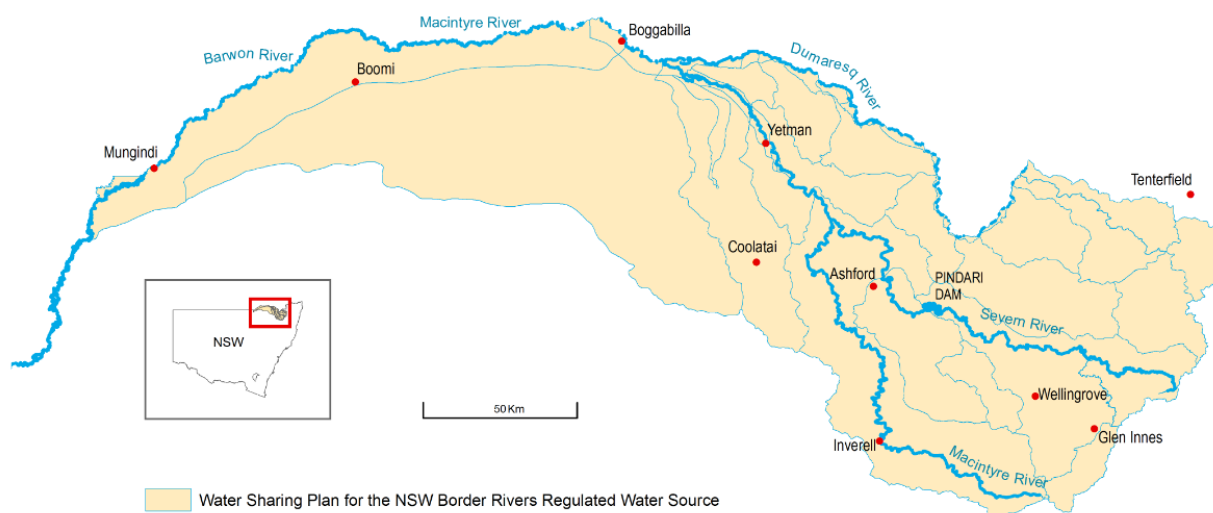 Macintyre River
Boggabilla
Barwon River
Dumaresq River
Boomi
Yetman
Mungindi
Tenterfield
Coolatai
Ashford
PINDARI
DAM
Severn River
NSW
50 Km
Wellingrove
Glen Innes
Inverell
Macintyre River
Water Sharing Plan for the NSW Border Rivers Regulated Water Source